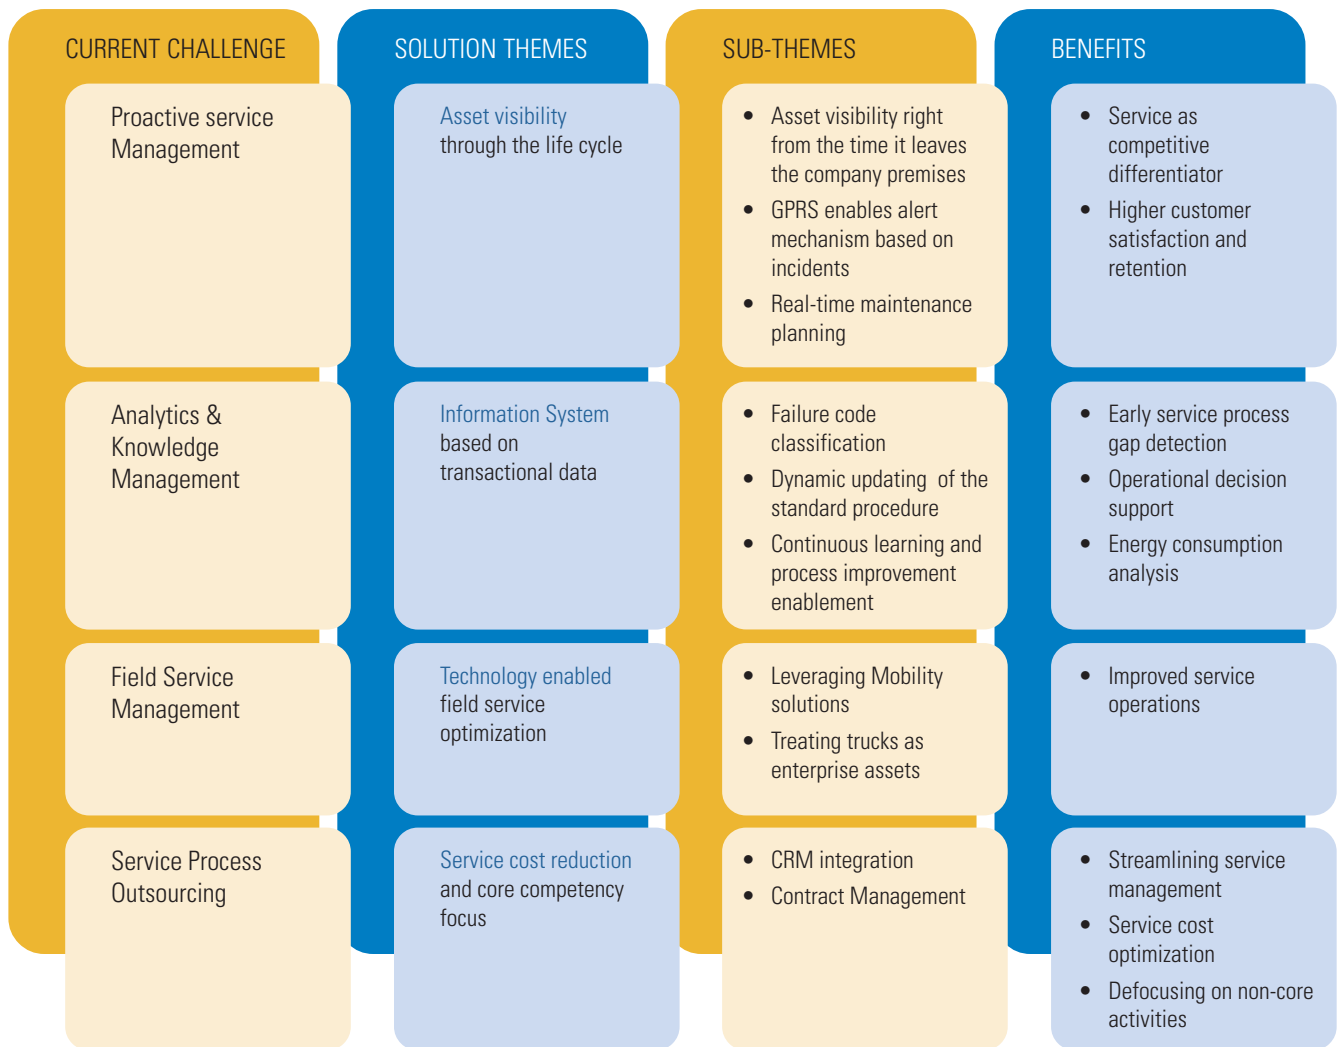 CURRENT CHALLENGE
SOLUTION THEMES
SUB-THEMES
BENEFITS
Proactive service
Management
Asset visibility
through the life cycle
• Asset visibility right
from the time it leaves
the company premises
• GPRS enables alert
mechanism based on
incidents
• Real-time maintenance
planning
• Service as
competitive
differentiator
• Higher customer
satisfaction and
retention
Analytics &
Knowledge
Management
Information System
based on
transactional data
• Failure code
classification
• Dynamic updating of the
standard procedure
• Continuous learning and
process improvement
enablement
• Early service process
gap detection
• Operational decision
support
• Energy consumption
analysis
Field Service
Management
Technology enabled
field service
optimization
• Leveraging Mobility
solutions
• Treating trucks as
enterprise assets
• Improved service
operations
Service Process
Outsourcing
Service cost reduction
and core competency
focus
• CRM integration
• Contract Management
• Streamlining service
management
• Service cost
optimization
• Defocusing on non-core
activities